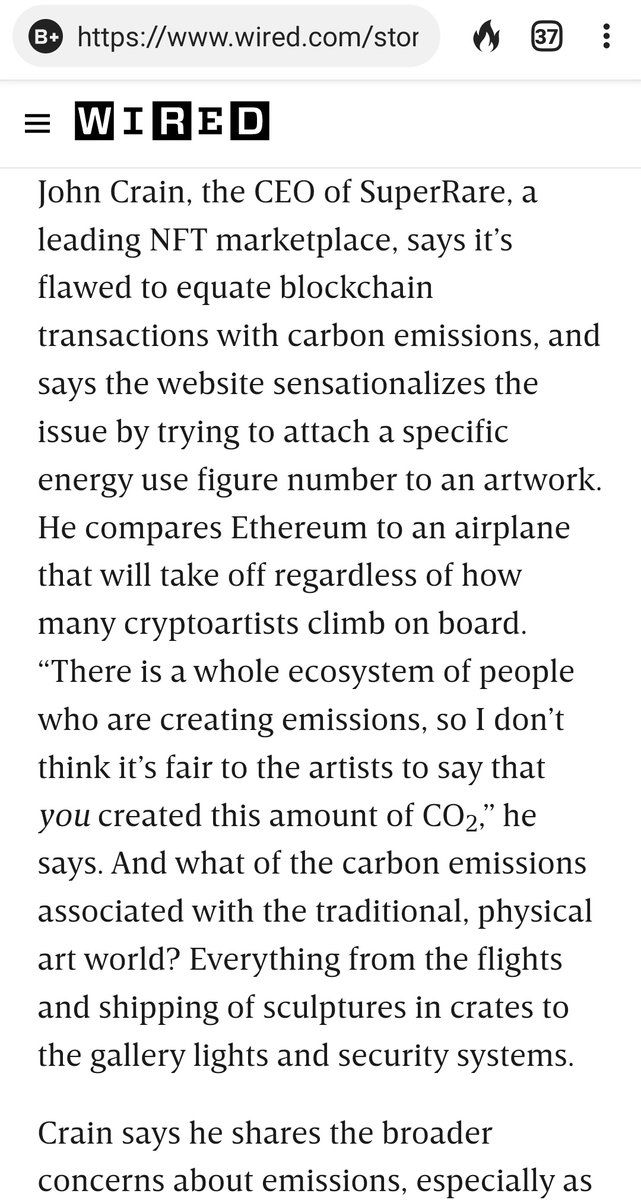 B+ https://www.wired.com/stor 37
WIRED
John Crain, the CEO of SuperRare, a
leading NFT marketplace, says it’s
flawed to equate blockchain
transactions with carbon emissions, and
says the website sensationalizes the
issue by trying to attach a specific
energy use figure number to an artwork.
He compares Ethereum to an airplane
that will take off regardless of how
many cryptoartists climb on board.
“There is a whole ecosystem of people
who are creating emissions, so I don’t
think it’s fair to the artists to say that
you created this amount of CO₂,” he
says. And what of the carbon emissions
associated with the traditional, physical
art world? Everything from the flights
and shipping of sculptures in crates to
the gallery lights and security systems.
Crain says he shares the broader
concerns about emissions, especially as